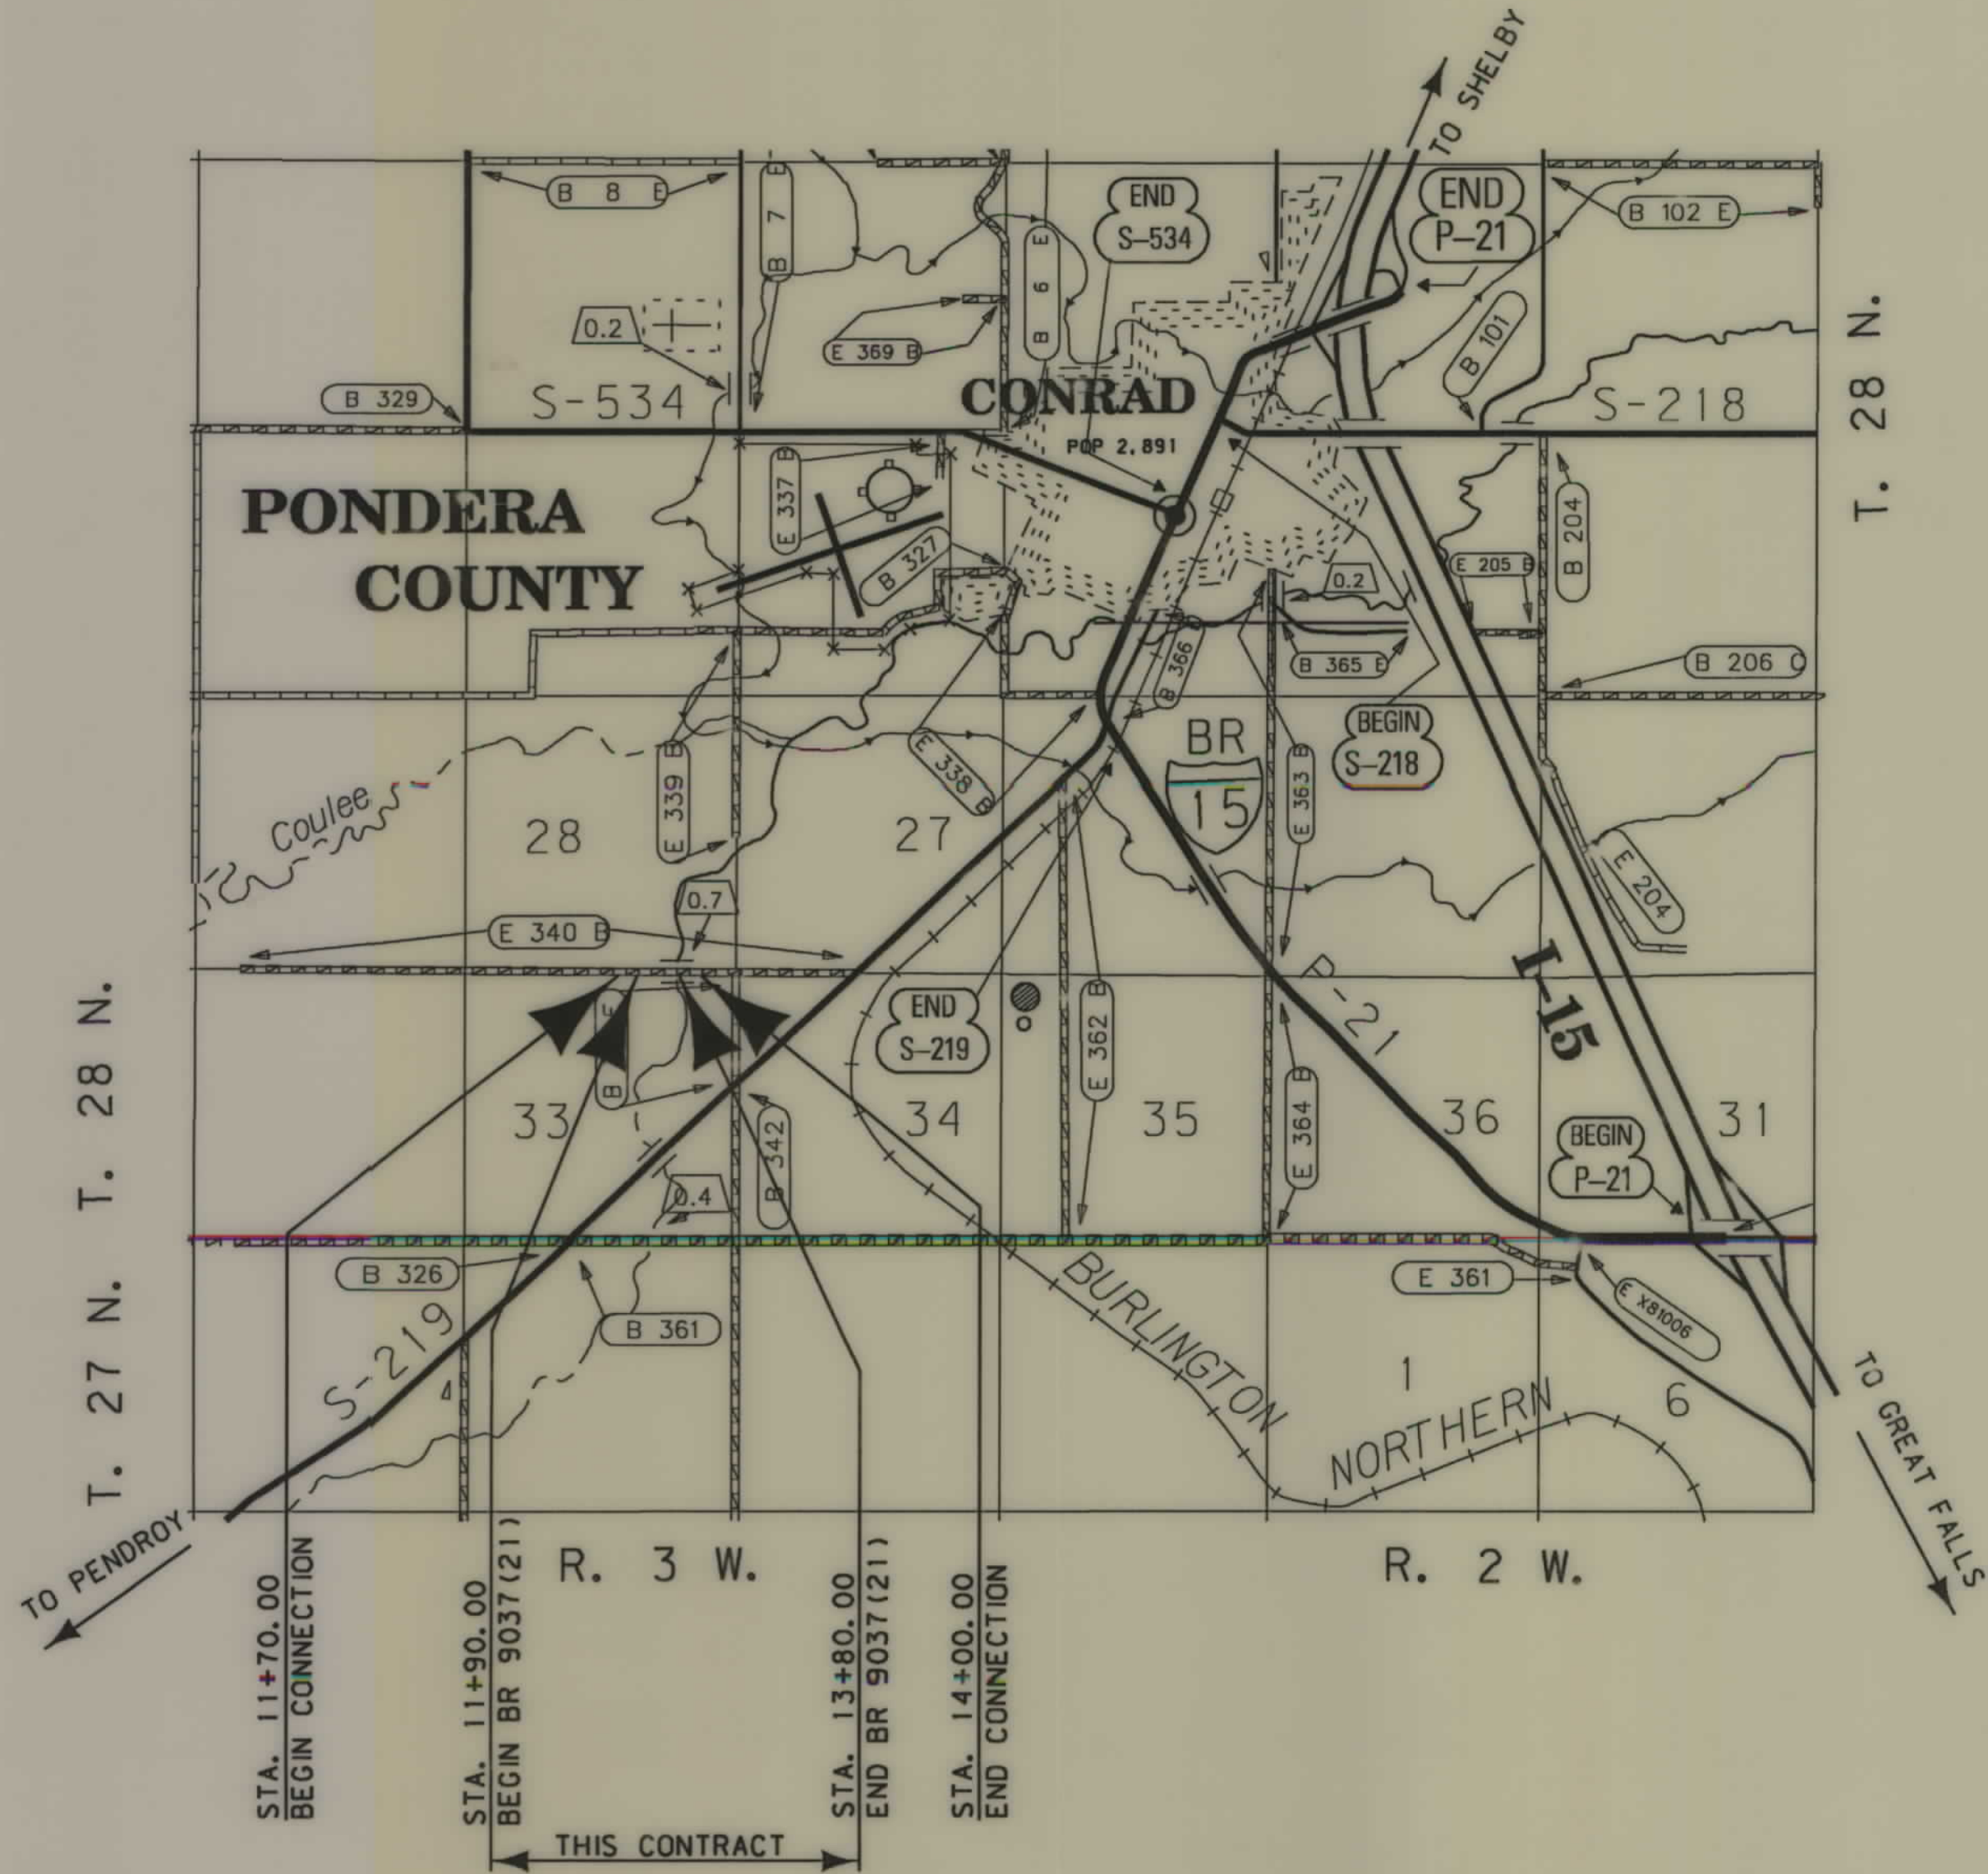 TO SHELBY
B 8 E
B 7 E
END
S-534
END
P-21
B 102 E
B 6 E
0.2
E 369 B
B 101
T. 28 N.
B 329
S-534
CONRAD
POP 2,891
S-218
PONDERA
COUNTY
E 337 B
B 327
0.2
E 205 B
B 204
B 366
B 365 E
B 206 C
BEGIN
S-218
BR
15
E 339 B
E 338 B
E 363 B
Coulee
28
27
E 204
0.7
E 340 B
I-15
P-21
T. 28 N.
END
S-219
E 362 B
33
34
35
36
31
B 342
E 364 B
BEGIN
P-21
0.4
T. 27 N.
B 326
B 361
E 361
E X81006
S-219
4
BURLINGTON
NORTHERN
1
6
TO GREAT FALLS
TO PENDROY
R. 3 W.
R. 2 W.
STA. 11+70.00
BEGIN CONNECTION
STA. 11+90.00
BEGIN BR 9037(21)
STA. 13+80.00
END BR 9037(21)
STA. 14+00.00
END CONNECTION
THIS CONTRACT